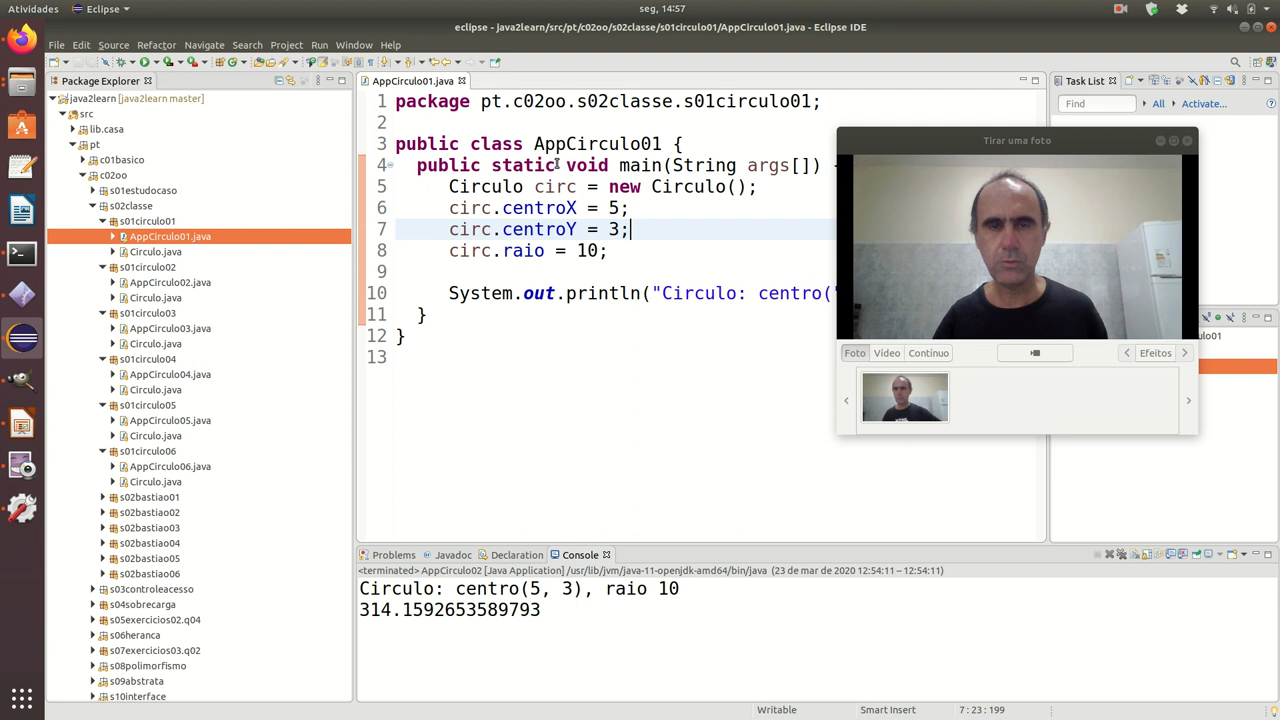 Atividades
Eclipse
seg, 14:57
eclipse - java2learn/src/pt/c02oo/s02classe/s01circulo01/AppCirculo01.java - Eclipse IDE
File Edit Source Refactor Navigate Search Project Run Window Help
Package Explorer
java2learn [java2learn master]
src
lib.casa
pt
c01basico
c02oo
s01estudocaso
s02classe
s01circulo01
AppCirculo01.java
Circulo.java
s01circulo02
AppCirculo02.java
Circulo.java
s01circulo03
AppCirculo03.java
Circulo.java
s01circulo04
AppCirculo04.java
Circulo.java
s01circulo05
AppCirculo05.java
Circulo.java
s01circulo06
AppCirculo06.java
Circulo.java
s02bastiao01
s02bastiao02
s02bastiao03
s02bastiao04
s02bastiao05
s02bastiao06
s03controleacesso
s04sobrecarga
s05exercicios02.q04
s06heranca
s07exercicios03.q02
s08polimorfismo
s09abstrata
s10interface
AppCirculo01.java
1 package pt.c02oo.s02classe.s01circulo01;
2
3 public class AppCirculo01 {
4 public static void main(String args[]) {
5 Circulo circ = new Circulo();
6 circ.centroX = 5;
7 circ.centroY = 3;
8 circ.raio = 10;
9
10 System.out.println("Circulo: centro("
11 }
12 }
13
Task List
Find
All
Activate...
Tirar uma foto
Foto Vídeo Contínuo
Efeitos
ulo01
Problems Javadoc Declaration Console
<terminated> AppCirculo02 [Java Application] /usr/lib/jvm/java-11-openjdk-amd64/bin/java (23 de mar de 2020 12:54:11 – 12:54:11)
Circulo: centro(5, 3), raio 10
314.1592653589793
Writable
Smart Insert
7 : 23 : 199